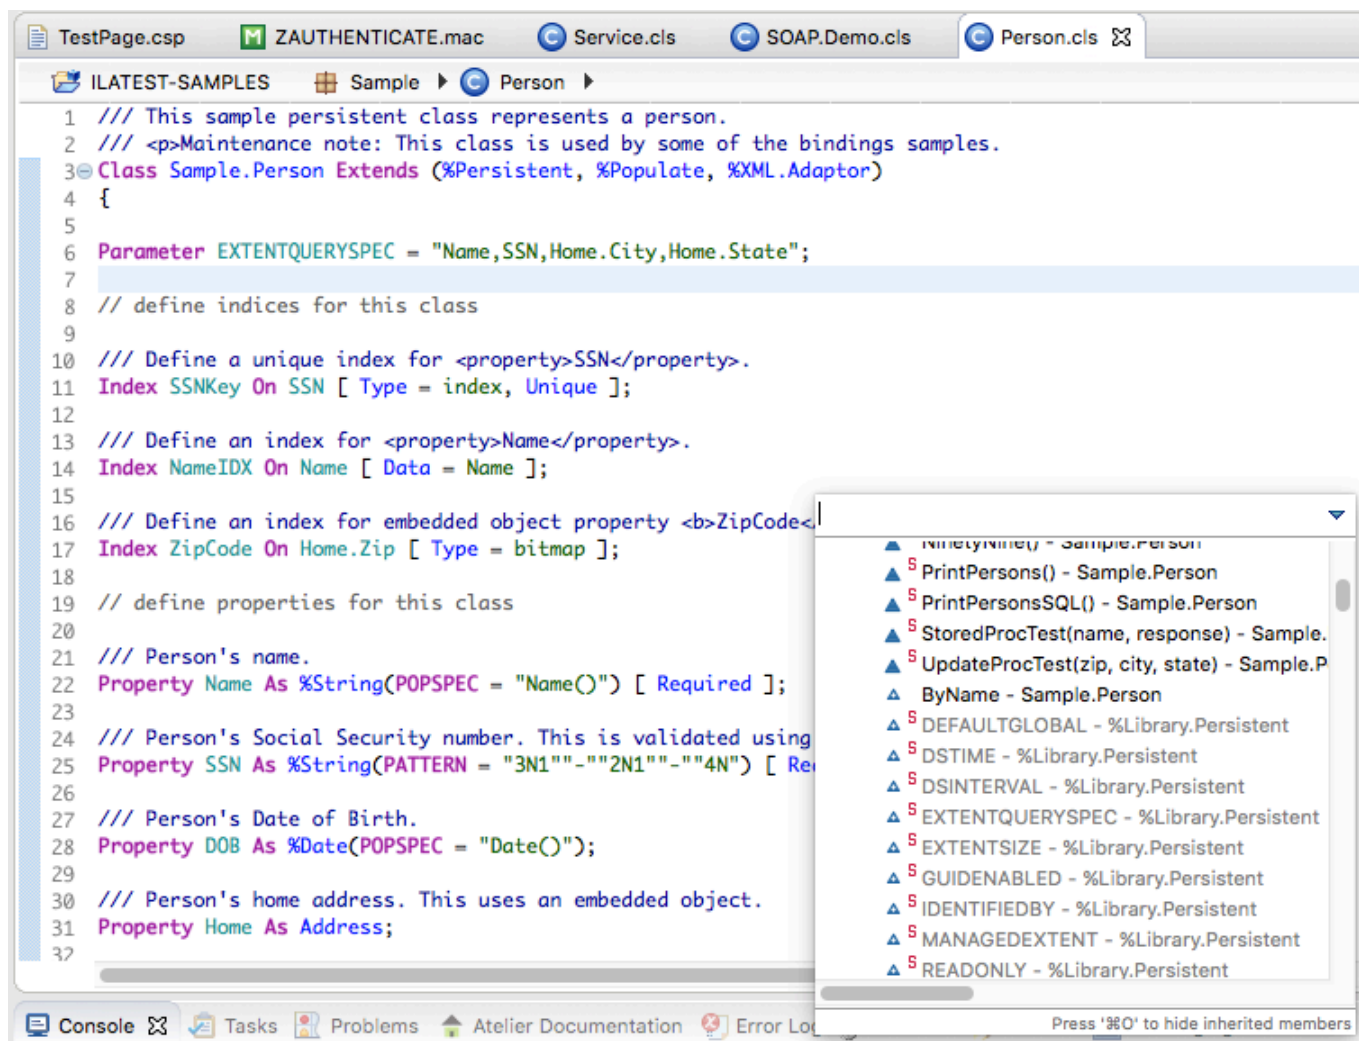 TestPage.csp ZAUTHENTICATE.mac Service.cls SOAP.Demo.cls Person.cls
ILATEST-SAMPLES Sample Person
1 /// This sample persistent class represents a person.
2 /// <p>Maintenance note: This class is used by some of the bindings samples.
3 Class Sample.Person Extends (%Persistent, %Populate, %XML.Adaptor)
4 {
5
6 Parameter EXTENTQUERYSPEC = "Name,SSN,Home.City,Home.State";
7
8 // define indices for this class
9
10 /// Define a unique index for <property>SSN</property>.
11 Index SSNKey On SSN [ Type = index, Unique ];
12
13 /// Define an index for <property>Name</property>.
14 Index NameIDX On Name [ Data = Name ];
15
16 /// Define an index for embedded object property <b>ZipCode<
17 Index ZipCode On Home.Zip [ Type = bitmap ];
18
19 // define properties for this class
20
21 /// Person's name.
22 Property Name As %String(POPSPEC = "Name()") [ Required ];
23
24 /// Person's Social Security number. This is validated using
25 Property SSN As %String(PATTERN = "3N1""-""2N1""-""4N") [ Re
26
27 /// Person's Date of Birth.
28 Property DOB As %Date(POPSPEC = "Date()");
29
30 /// Person's home address. This uses an embedded object.
31 Property Home As Address;
32
NinetyNine() - Sample.Person
S PrintPersons() - Sample.Person
S PrintPersonsSQL() - Sample.Person
S StoredProcTest(name, response) - Sample.
S UpdateProcTest(zip, city, state) - Sample.P
ByName - Sample.Person
S DEFAULTGLOBAL - %Library.Persistent
S DSTIME - %Library.Persistent
S DSINTERVAL - %Library.Persistent
S EXTENTQUERYSPEC - %Library.Persistent
S EXTENTSIZE - %Library.Persistent
S GUIDENABLED - %Library.Persistent
S IDENTIFIEDBY - %Library.Persistent
S MANAGEDEXTENT - %Library.Persistent
S READONLY - %Library.Persistent
Press '⌘O' to hide inherited members
Console Tasks Problems Atelier Documentation Error Lo